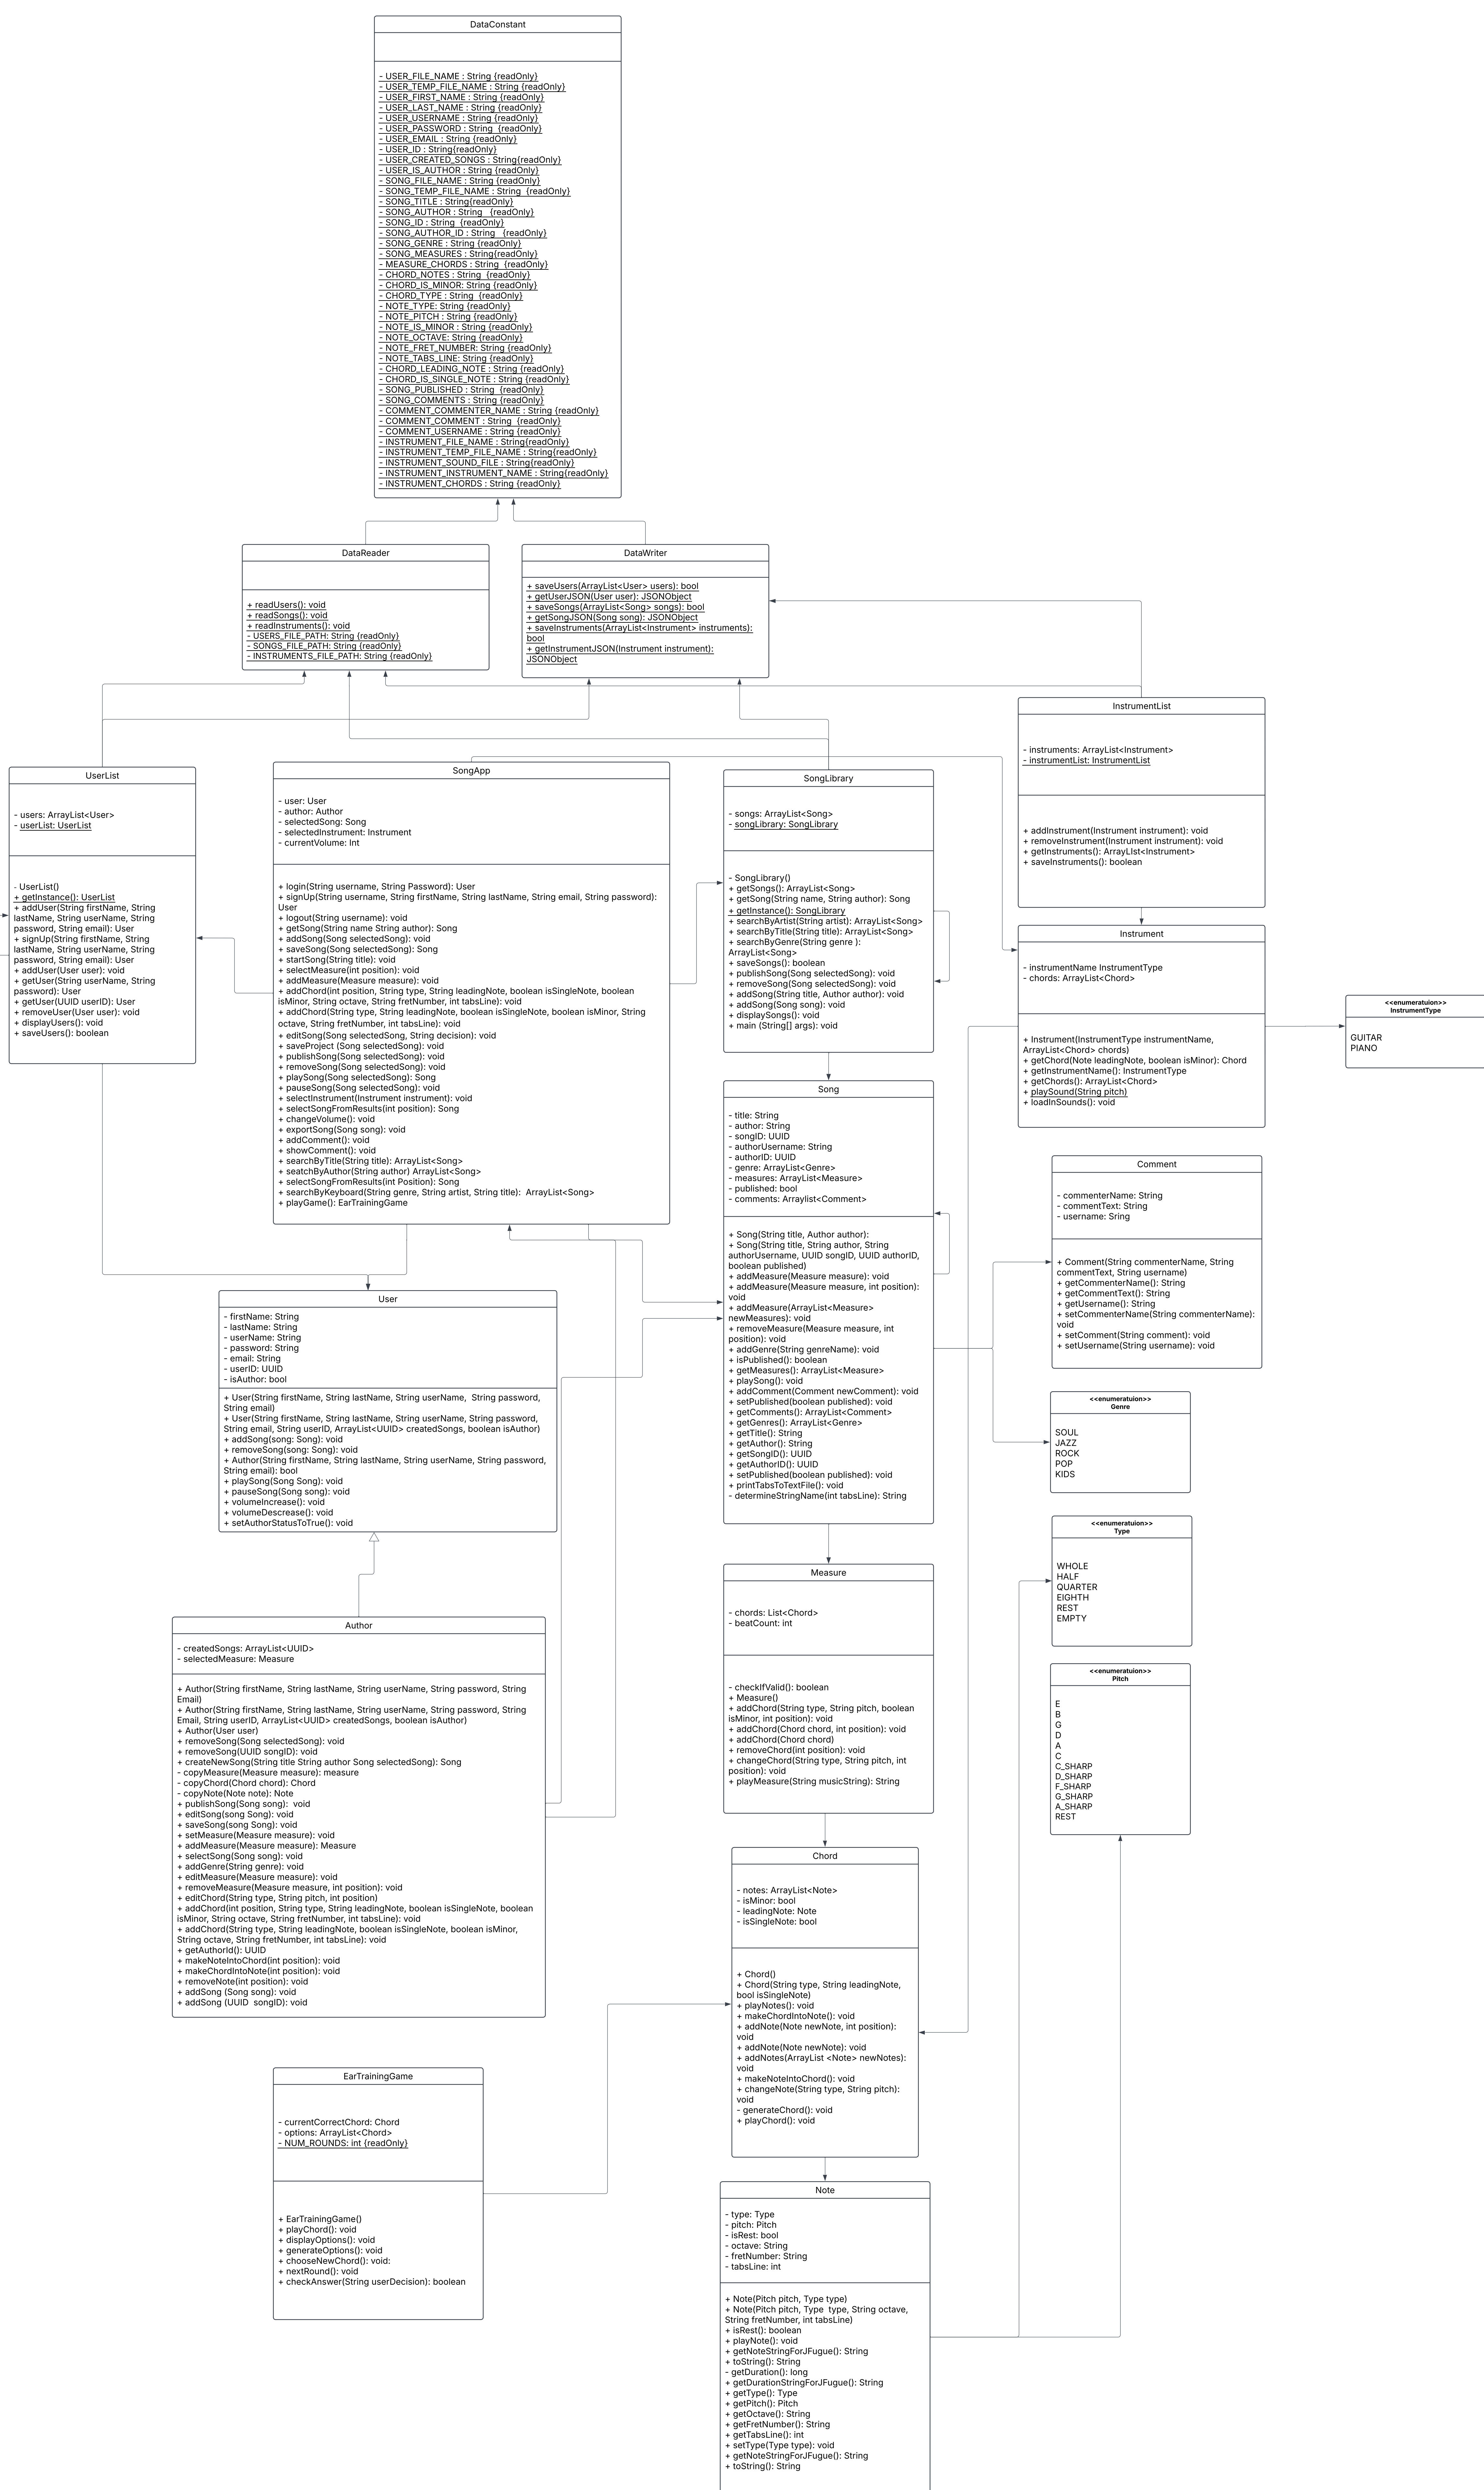 DataConstant
- USER_FILE_NAME : String {readOnly}
- USER_TEMP_FILE_NAME : String {readOnly}
- USER_FIRST_NAME : String {readOnly}
- USER_LAST_NAME : String {readOnly}
- USER_USERNAME : String {readOnly}
- USER_PASSWORD : String  {readOnly}
- USER_EMAIL : String {readOnly}
- USER_ID : String{readOnly}
- USER_CREATED_SONGS : String{readOnly}
- USER_IS_AUTHOR : String {readOnly}
- SONG_FILE_NAME : String {readOnly}
- SONG_TEMP_FILE_NAME : String  {readOnly}
- SONG_TITLE : String{readOnly}
- SONG_AUTHOR : String   {readOnly}
- SONG_ID : String  {readOnly}
- SONG_AUTHOR_ID : String   {readOnly}
- SONG_GENRE : String {readOnly}
- SONG_MEASURES : String{readOnly}
- MEASURE_CHORDS : String  {readOnly}
- CHORD_NOTES : String  {readOnly}
- CHORD_IS_MINOR: String {readOnly}
- CHORD_TYPE : String  {readOnly}
- NOTE_TYPE: String {readOnly}
- NOTE_PITCH : String {readOnly}
- NOTE_IS_MINOR : String {readOnly}
- NOTE_OCTAVE: String {readOnly}
- NOTE_FRET_NUMBER: String {readOnly}
- NOTE_TABS_LINE: String {readOnly}
- CHORD_LEADING_NOTE : String {readOnly}
- CHORD_IS_SINGLE_NOTE : String {readOnly}
- SONG_PUBLISHED : String  {readOnly}
- SONG_COMMENTS : String {readOnly}
- COMMENT_COMMENTER_NAME : String {readOnly}
- COMMENT_COMMENT : String  {readOnly}
- COMMENT_USERNAME : String {readOnly}
- INSTRUMENT_FILE_NAME : String{readOnly}
- INSTRUMENT_TEMP_FILE_NAME : String{readOnly}
- INSTRUMENT_SOUND_FILE : String{readOnly}
- INSTRUMENT_INSTRUMENT_NAME : String{readOnly}
- INSTRUMENT_CHORDS : String {readOnly}
DataReader
+ readUsers(): void
+ readSongs(): void
+ readInstruments(): void
- USERS_FILE_PATH: String {readOnly}
- SONGS_FILE_PATH: String {readOnly}
- INSTRUMENTS_FILE_PATH: String {readOnly}
DataWriter
+ saveUsers(ArrayList<User> users): bool
+ getUserJSON(User user): JSONObject
+ saveSongs(ArrayList<Song> songs): bool
+ getSongJSON(Song song): JSONObject
+ saveInstruments(ArrayList<Instrument> instruments):
bool
+ getInstrumentJSON(Instrument instrument):
JSONObject
InstrumentList
- instruments: ArrayList<Instrument>
- instrumentList: InstrumentList
+ addInstrument(Instrument instrument): void
+ removeInstrument(Instrument instrument): void
+ getInstruments(): ArrayLIst<Instrument>
+ saveInstruments(): boolean
UserList
- users: ArrayList<User>
- userList: UserList
- UserList()
+ getInstance(): UserList
+ addUser(String firstName, String
lastName, String userName, String
password, String email): User
+ signUp(String firstName, String
lastName, String userName, String
password, String email): User
+ addUser(User user): void
+ getUser(String userName, String
password): User
+ getUser(UUID userID): User
+ removeUser(User user): void
+ displayUsers(): void
+ saveUsers(): boolean
SongApp
- user: User
- author: Author
- selectedSong: Song
- selectedInstrument: Instrument
- currentVolume: Int
+ login(String username, String Password): User
+ signUp(String username, String firstName, String lastName, String email, String password):
User
+ logout(String username): void
+ getSong(String name String author): Song
+ addSong(Song selectedSong): void
+ saveSong(Song selectedSong): Song
+ startSong(String title): void
+ selectMeasure(int position): void
+ addMeasure(Measure measure): void
+ addChord(int position, String type, String leadingNote, boolean isSingleNote, boolean
isMinor, String octave, String fretNumber, int tabsLine): void
+ addChord(String type, String leadingNote, boolean isSingleNote, boolean isMinor, String
octave, String fretNumber, int tabsLine): void
+ editSong(Song selectedSong, String decision): void
+ saveProject (Song selectedSong): void
+ publishSong(Song selectedSong): void
+ removeSong(Song selectedSong): void
+ playSong(Song selectedSong): Song
+ pauseSong(Song selectedSong): void
+ selectInstrument(Instrument instrument): void
+ selectSongFromResults(int position): Song
+ changeVolume(): void
+ exportSong(Song song): void
+ addComment(): void
+ showComment(): void
+ searchByTitle(String title): ArrayList<Song>
+ seatchByAuthor(String author) ArrayList<Song>
+ selectSongFromResults(int Position): Song
+ searchByKeyboard(String genre, String artist, String title):  ArrayList<Song>
+ playGame(): EarTrainingGame
SongLibrary
- songs: ArrayList<Song>
- songLibrary: SongLibrary
- SongLibrary()
+ getSongs(): ArrayList<Song>
+ getSong(String name, String author): Song
+ getInstance(): SongLibrary
+ searchByArtist(String artist): ArrayList<Song>
+ searchByTitle(String title): ArrayList<Song>
+ searchByGenre(String genre ):
ArrayList<Song>
+ saveSongs(): boolean
+ publishSong(Song selectedSong): void
+ removeSong(Song selectedSong): void
+ addSong(String title, Author author): void
+ addSong(Song song): void
+ displaySongs(): void
+ main (String[] args): void
Instrument
- instrumentName InstrumentType
- chords: ArrayList<Chord>
+ Instrument(InstrumentType instrumentName,
ArrayList<Chord> chords)
+ getChord(Note leadingNote, boolean isMinor): Chord
+ getInstrumentName(): InstrumentType
+ getChords(): ArrayList<Chord>
+ playSound(String pitch)
+ loadInSounds(): void
<<enumeratuion>>
InstrumentType
GUITAR
PIANO
Song
- title: String
- author: String
- songID: UUID
- authorUsername: String
- authorID: UUID
- genre: ArrayList<Genre>
- measures: ArrayList<Measure>
- published: bool
- comments: Arraylist<Comment>
+ Song(String title, Author author):
+ Song(String title, String author, String
authorUsername, UUID songID, UUID authorID,
boolean published)
+ addMeasure(Measure measure): void
+ addMeasure(Measure measure, int position):
void
+ addMeasure(ArrayList<Measure>
newMeasures): void
+ removeMeasure(Measure measure, int
position): void
+ addGenre(String genreName): void
+ isPublished(): boolean
+ getMeasures(): ArrayList<Measure>
+ playSong(): void
+ addComment(Comment newComment): void
+ setPublished(boolean published): void
+ getComments(): ArrayList<Comment>
+ getGenres(): ArrayList<Genre>
+ getTitle(): String
+ getAuthor(): String
+ getSongID(): UUID
+ getAuthorID(): UUID
+ setPublished(boolean published): void
+ printTabsToTextFile(): void
- determineStringName(int tabsLine): String
Comment
- commenterName: String
- commentText: String
- username: Sring
+ Comment(String commenterName, String
commentText, String username)
+ getCommenterName(): String
+ getCommentText(): String
+ getUsername(): String
+ setCommenterName(String commenterName):
void
+ setComment(String comment): void
+ setUsername(String username): void
User
- firstName: String
- lastName: String
- userName: String
- password: String
- email: String
- userID: UUID
- isAuthor: bool
+ User(String firstName, String lastName, String userName,  String password,
String email)
+ User(String firstName, String lastName, String userName, String password,
String email, String userID, ArrayList<UUID> createdSongs, boolean isAuthor)
+ addSong(song: Song): void
+ removeSong(song: Song): void
+ Author(String firstName, String lastName, String userName, String password,
String email): bool
+ playSong(Song Song): void
+ pauseSong(Song song): void
+ volumeIncrease(): void
+ volumeDescrease(): void
+ setAuthorStatusToTrue(): void
<<enumeratuion>>
Genre
SOUL
JAZZ
ROCK
POP
KIDS
<<enumeratuion>>
Type
WHOLE
HALF
QUARTER
EIGHTH
REST
EMPTY
Measure
- chords: List<Chord>
- beatCount: int
- checkIfValid(): boolean
+ Measure()
+ addChord(String type, String pitch, boolean
isMinor, int position): void
+ addChord(Chord chord, int position): void
+ addChord(Chord chord)
+ removeChord(int position): void
+ changeChord(String type, String pitch, int
position): void
+ playMeasure(String musicString): String
Author
- createdSongs: ArrayList<UUID>
- selectedMeasure: Measure
+ Author(String firstName, String lastName, String userName, String password, String
Email)
+ Author(String firstName, String lastName, String userName, String password, String
Email, String userID, ArrayList<UUID> createdSongs, boolean isAuthor)
+ Author(User user)
+ removeSong(Song selectedSong): void
+ removeSong(UUID songID): void
+ createNewSong(String title String author Song selectedSong): Song
- copyMeasure(Measure measure): measure
- copyChord(Chord chord): Chord
- copyNote(Note note): Note
+ publishSong(Song song):  void
+ editSong(song Song): void
+ saveSong(song Song): void
+ setMeasure(Measure measure): void
+ addMeasure(Measure measure): Measure
+ selectSong(Song song): void
+ addGenre(String genre): void
+ editMeasure(Measure measure): void
+ removeMeasure(Measure measure, int position): void
+ editChord(String type, String pitch, int position)
+ addChord(int position, String type, String leadingNote, boolean isSingleNote, boolean
isMinor, String octave, String fretNumber, int tabsLine): void
+ addChord(String type, String leadingNote, boolean isSingleNote, boolean isMinor,
String octave, String fretNumber, int tabsLine): void
+ getAuthorId(): UUID
+ makeNoteIntoChord(int position): void
+ makeChordIntoNote(int position): void
+ removeNote(int position): void
+ addSong (Song song): void
+ addSong (UUID  songID): void
<<enumeratuion>>
Pitch
E
B
G
D
A
C
C_SHARP
D_SHARP
F_SHARP
G_SHARP
A_SHARP
REST
Chord
- notes: ArrayList<Note>
- isMinor: bool
- leadingNote: Note
- isSingleNote: bool
+ Chord()
+ Chord(String type, String leadingNote,
bool isSingleNote)
+ playNotes(): void
+ makeChordIntoNote(): void
+ addNote(Note newNote, int position):
void
+ addNote(Note newNote): void
+ addNotes(ArrayList <Note> newNotes):
void
+ makeNoteIntoChord(): void
+ changeNote(String type, String pitch):
void
- generateChord(): void
+ playChord(): void
EarTrainingGame
- currentCorrectChord: Chord
- options: ArrayList<Chord>
- NUM_ROUNDS: int {readOnly}
+ EarTrainingGame()
+ playChord(): void
+ displayOptions(): void
+ generateOptions(): void
+ chooseNewChord(): void:
+ nextRound(): void
+ checkAnswer(String userDecision): boolean
Note
- type: Type
- pitch: Pitch
- isRest: bool
- octave: String
- fretNumber: String
- tabsLine: int
+ Note(Pitch pitch, Type type)
+ Note(Pitch pitch, Type  type, String octave,
String fretNumber, int tabsLine)
+ isRest(): boolean
+ playNote(): void
+ getNoteStringForJFugue(): String
+ toString(): String
- getDuration(): long
+ getDurationStringForJFugue(): String
+ getType(): Type
+ getPitch(): Pitch
+ getOctave(): String
+ getFretNumber(): String
+ getTabsLine(): int
+ setType(Type type): void
+ getNoteStringForJFugue(): String
+ toString(): String